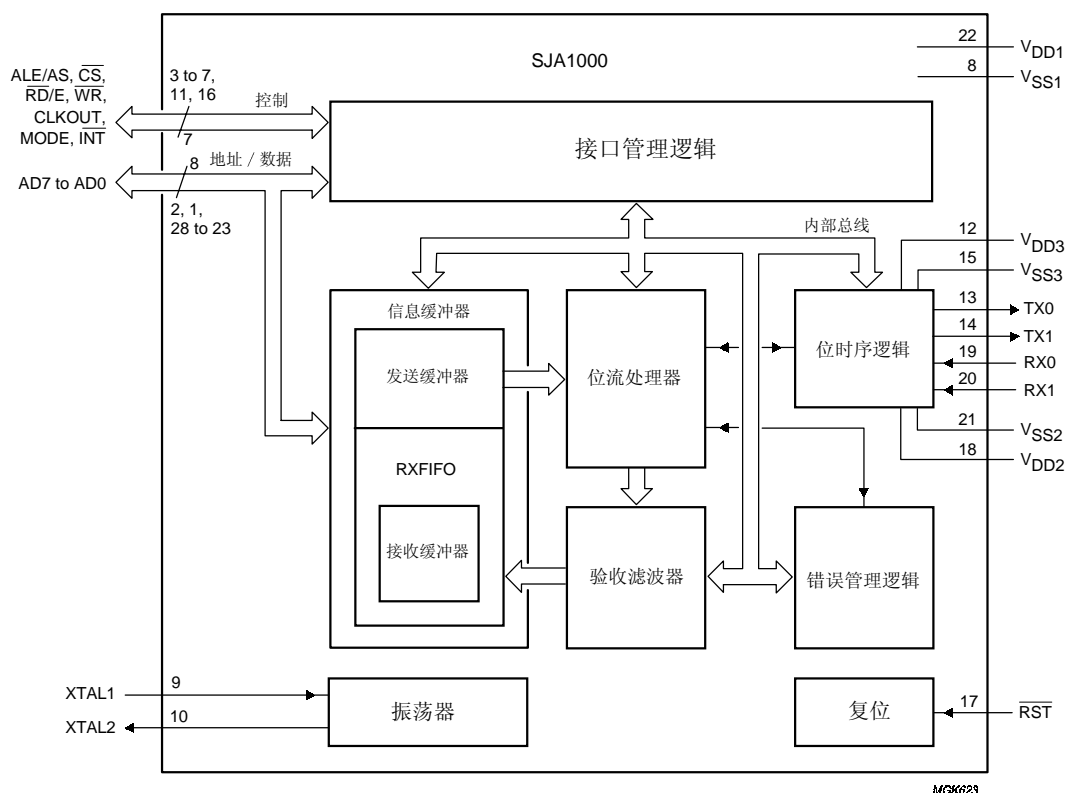 SJA1000
22
VDD1
8
VSS1
ALE/AS, C̅S̅,
R̅D̅/E, W̅R̅,
CLKOUT,
MODE, I̅N̅T̅
3 to 7,
11, 16
控制
7
接口管理逻辑
AD7 to AD0
8
地址 / 数据
2, 1,
28 to 23
内部总线
12
VDD3
15
VSS3
13
TX0
14
TX1
19
RX0
20
RX1
21
VSS2
18
VDD2
信息缓冲器
发送缓冲器
位流处理器
位时序逻辑
RXFIFO
接收缓冲器
验收滤波器
错误管理逻辑
XTAL1
9
XTAL2
10
振荡器
复位
17
R̅S̅T̅
MGK623